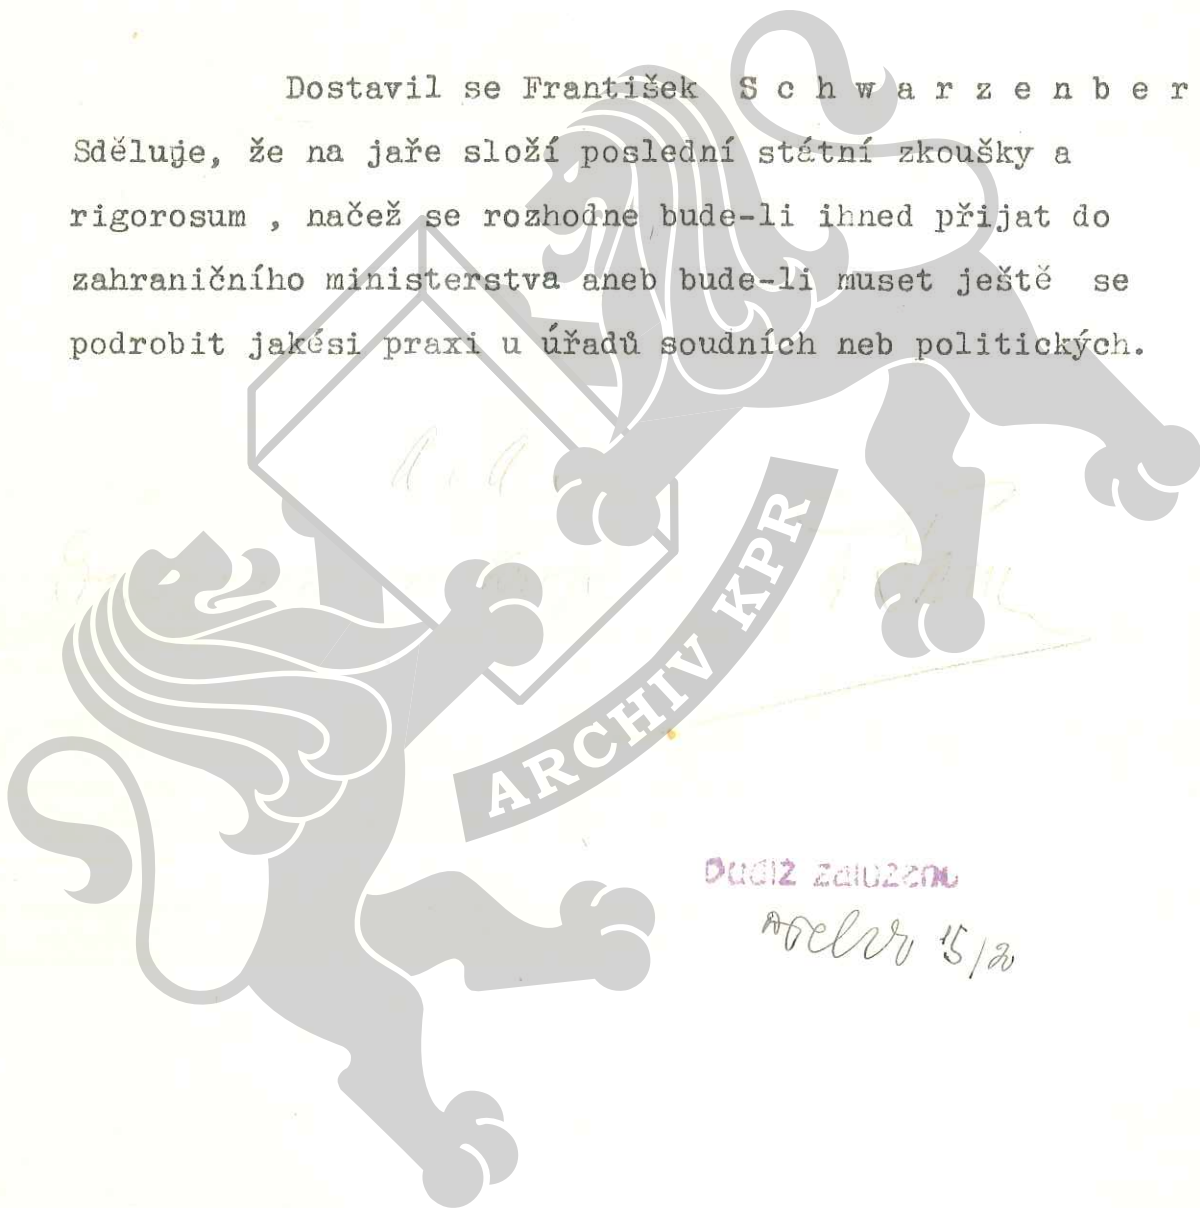 Dostavil se František S c h w a r z e n b e r
Sděluje, že na jaře složí poslední státní zkoušky a
rigorosum , načež se rozhodne bude-li ihned přijat do
zahraničního ministerstva aneb bude-li muset ještě se
podrobit jakési praxi u úřadů soudních neb politických.
a. a.
ARCHIV KPR
Budiž založeno
15/20